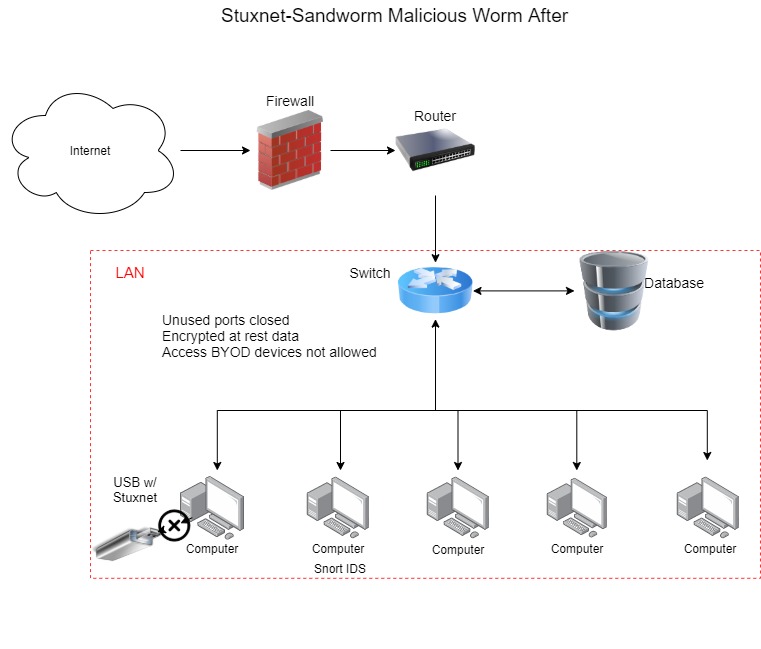 Stuxnet-Sandworm Malicious Worm After
Firewall
Router
Internet
LAN
Switch
Database
Unused ports closed
Encrypted at rest data
Access BYOD devices not allowed
USB w/
Stuxnet
Computer
Computer
Computer
Computer
Computer
Snort IDS